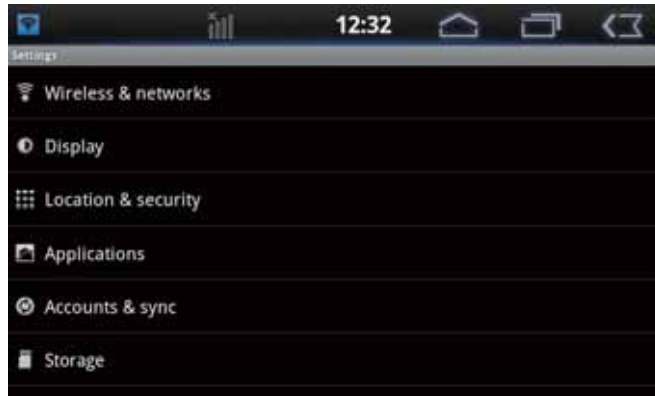 12:32
Settings
Wireless & networks
Display
Location & security
Applications
Accounts & sync
Storage